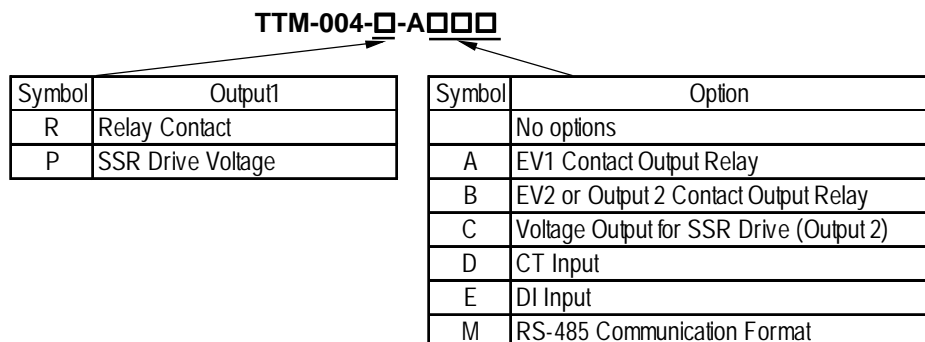 TTM-004-□-A□□□
Symbol Output1
R Relay Contact
P SSR Drive Voltage
Symbol Option
No options
A EV1 Contact Output Relay
B EV2 or Output 2 Contact Output Relay
C Voltage Output for SSR Drive (Output 2)
D CT Input
E DI Input
M RS-485 Communication Format